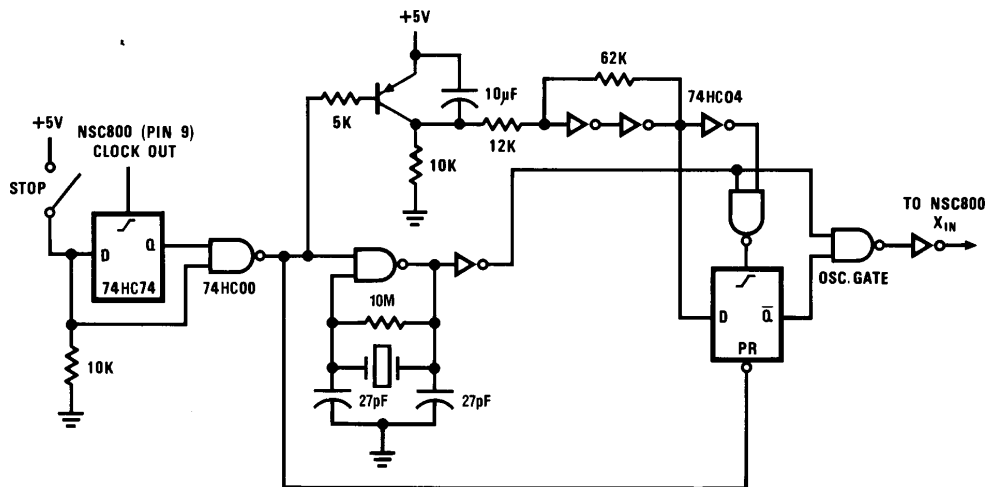 +5V
62K
10µF
74HC04
5K
+5V
NSC800 (PIN 9)
CLOCK OUT
12K
10K
STOP
TO NSC800
XIN
D
Q
74HC74
74HC00
OSC. GATE
10M
D
Q̅
PR
10K
27pF
27pF